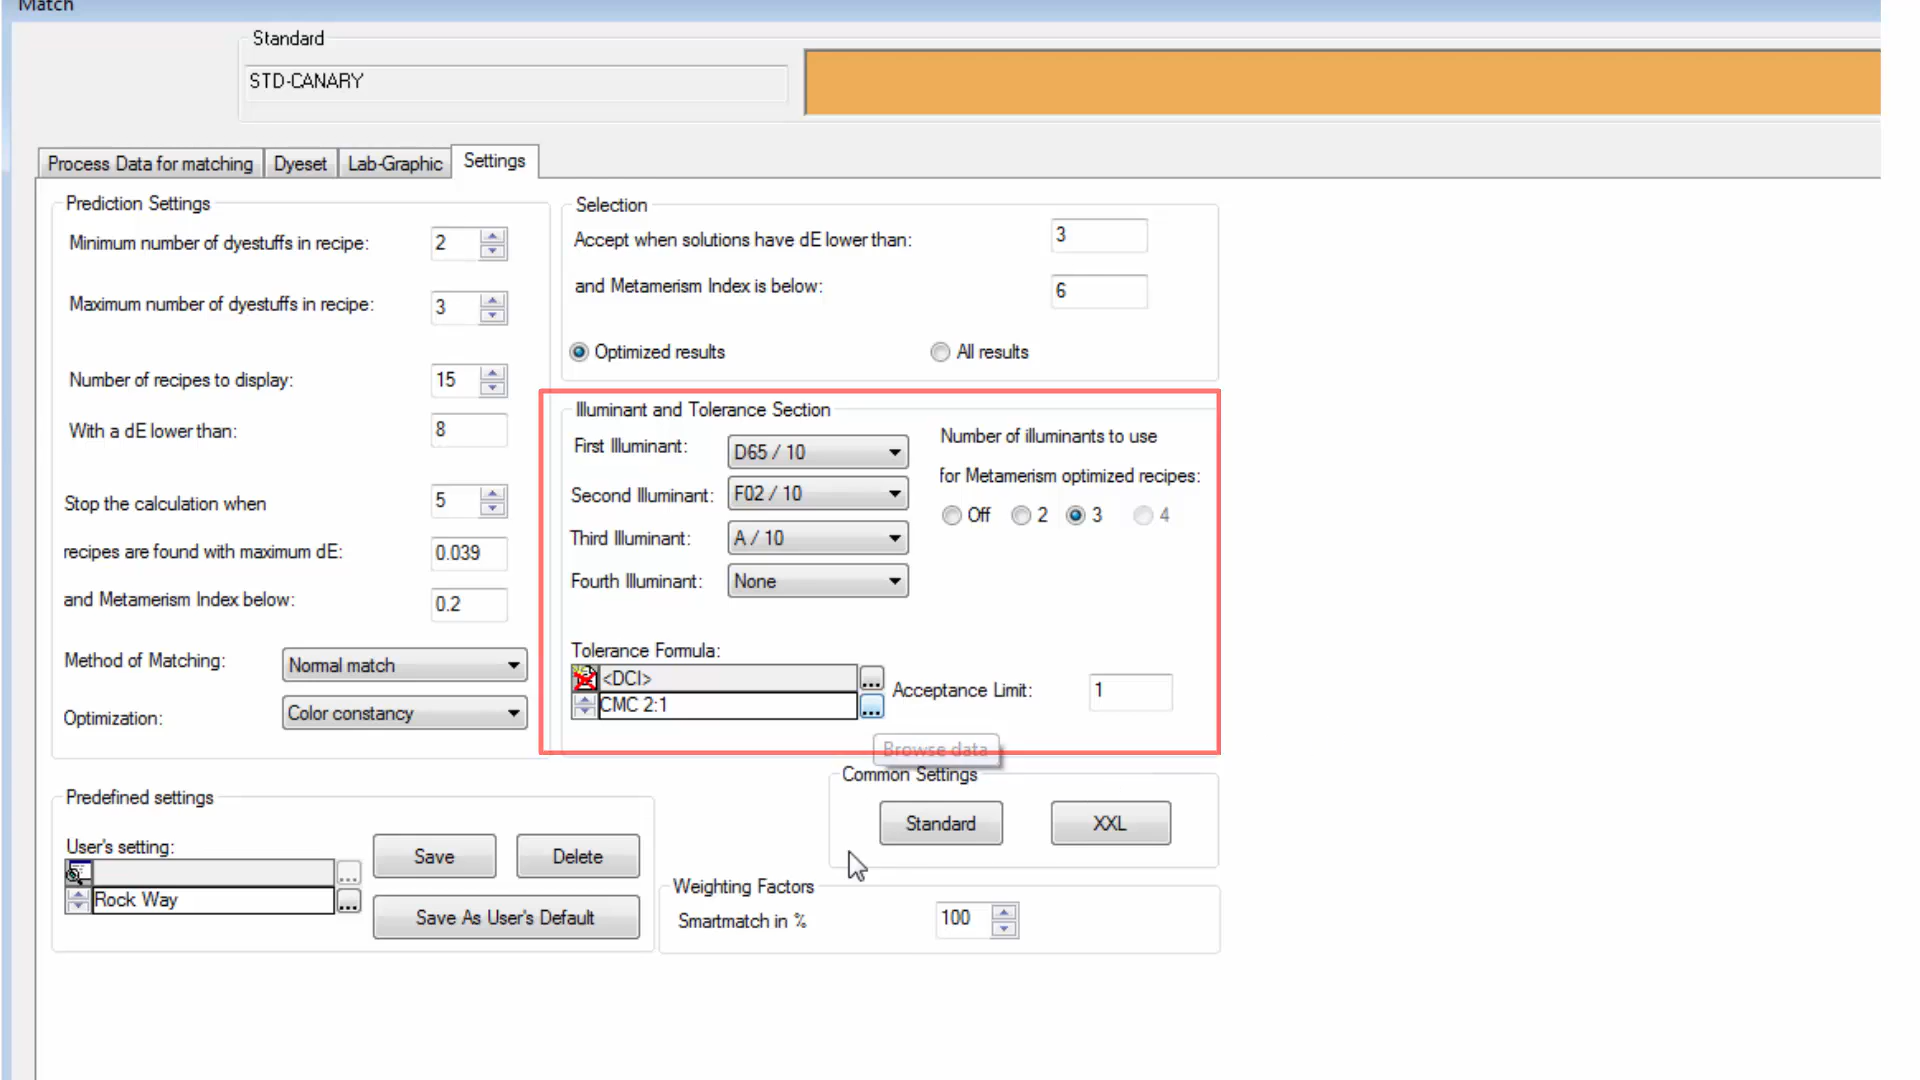 Match
Standard
STD-CANARY
Process Data for matching
Dyeset
Lab-Graphic
Settings
Prediction Settings
Minimum number of dyestuffs in recipe:
2
Maximum number of dyestuffs in recipe:
3
Number of recipes to display:
15
With a dE lower than:
8
Stop the calculation when
5
recipes are found with maximum dE:
0.039
and Metamerism Index below:
0.2
Method of Matching:
Normal match
Optimization:
Color constancy
Selection
Accept when solutions have dE lower than:
3
and Metamerism Index is below:
6
Optimized results
All results
Illuminant and Tolerance Section
First Illuminant:
D65 / 10
Second Illuminant:
F02 / 10
Third Illuminant:
A / 10
Fourth Illuminant:
None
Number of illuminants to use
for Metamerism optimized recipes:
Off
2
3
4
Tolerance Formula:
<DCI>
...
CMC 2:1
...
Acceptance Limit:
1
Browse data
Common Settings
Standard
XXL
Predefined settings
User's setting:
...
Rock Way
...
Save
Delete
Save As User's Default
Weighting Factors
Smartmatch in %
100